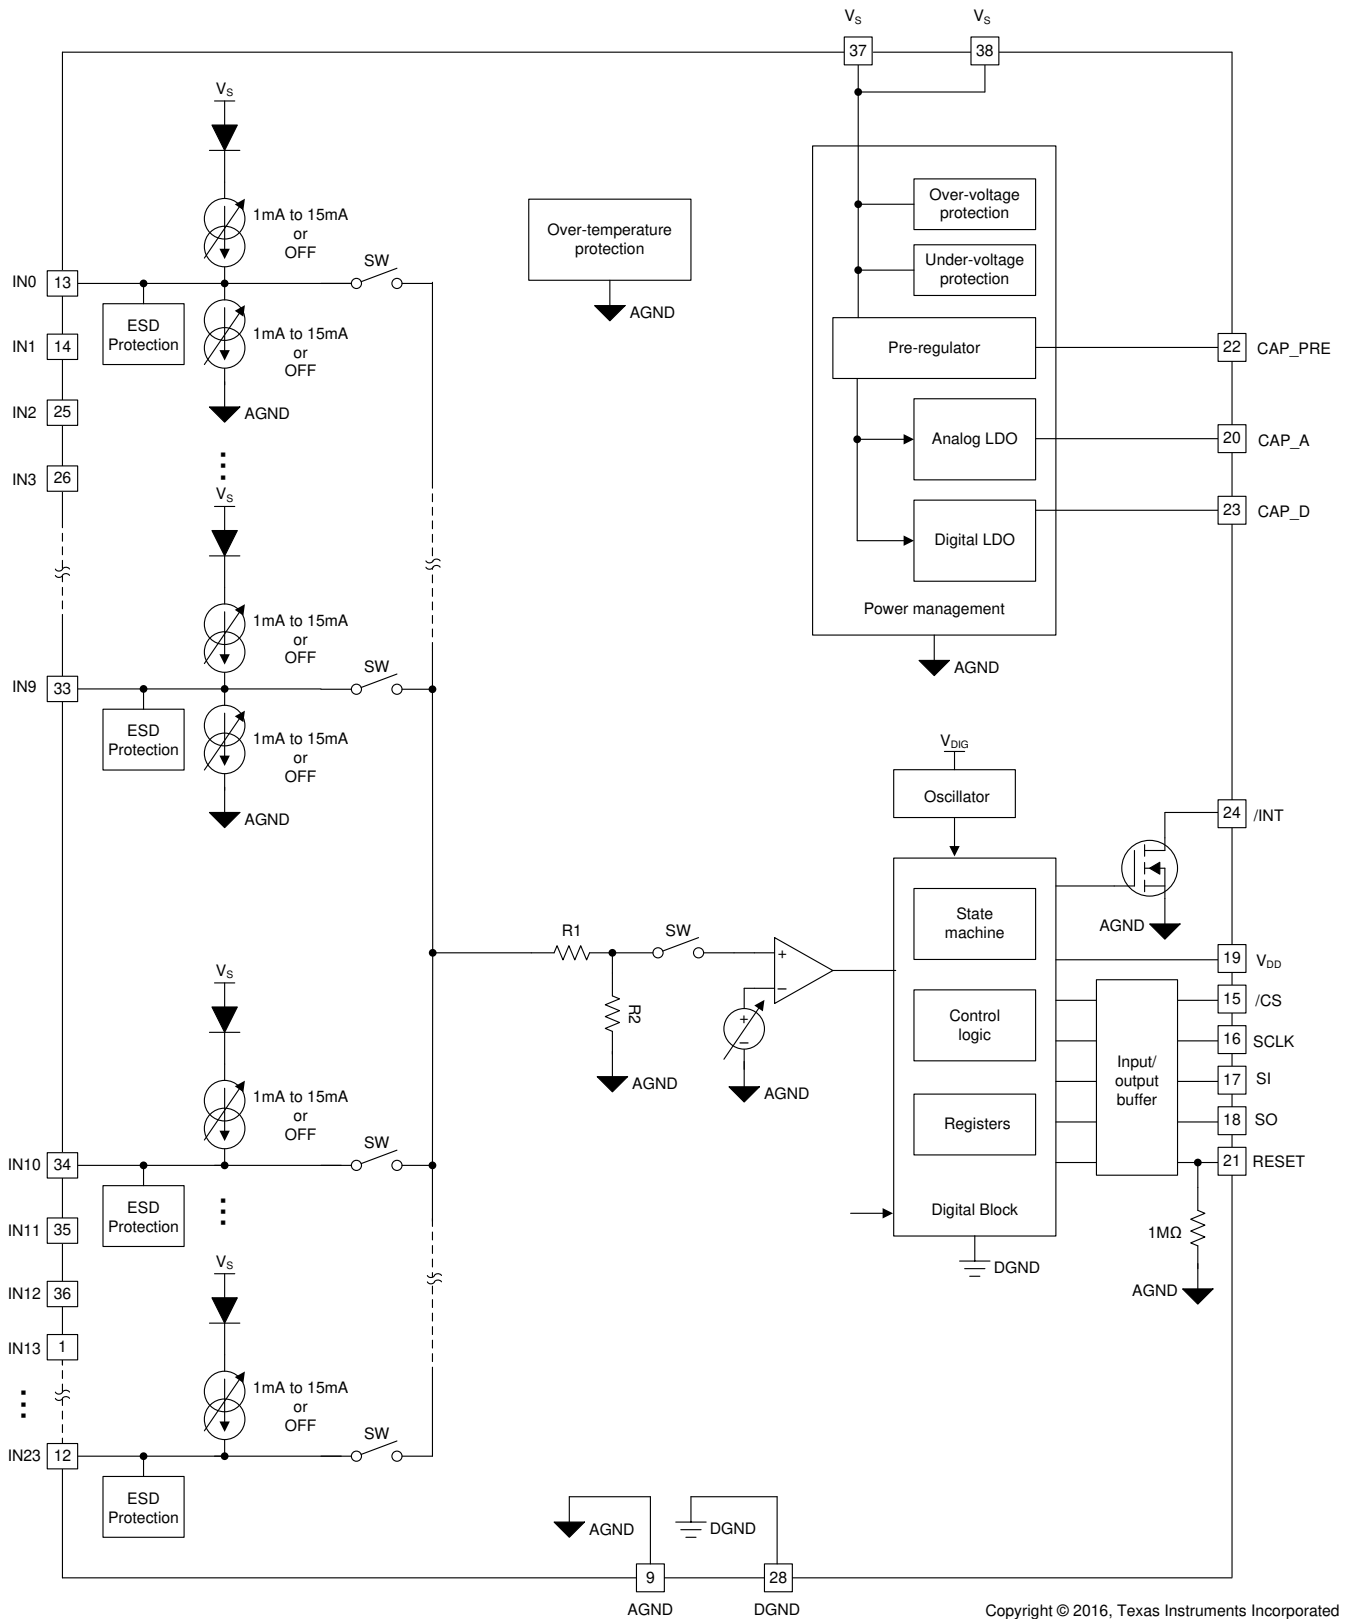 VS
VS
37
38
VS
1mA to 15mA
or
OFF
Over-temperature
protection
AGND
Over-voltage
protection
Under-voltage
protection
SW
IN0
13
ESD
Protection
1mA to 15mA
or
OFF
AGND
IN1
14
IN2
25
IN3
26
Pre-regulator
22
CAP_PRE
Analog LDO
20
CAP_A
Digital LDO
23
CAP_D
Power management
AGND
VS
1mA to 15mA
or
OFF
SW
IN9
33
ESD
Protection
1mA to 15mA
or
OFF
AGND
VDIG
Oscillator
24
/INT
AGND
State
machine
Control
logic
Registers
Digital Block
DGND
R1
R2
AGND
SW
+
−
+
−
AGND
19
VDD
15
/CS
16
SCLK
17
SI
18
SO
21
RESET
Input/
output
buffer
1MΩ
AGND
VS
1mA to 15mA
or
OFF
SW
IN10
34
ESD
Protection
IN11
35
IN12
36
IN13
1
VS
1mA to 15mA
or
OFF
SW
IN23
12
ESD
Protection
AGND
DGND
9
28
AGND
DGND
Copyright © 2016, Texas Instruments Incorporated